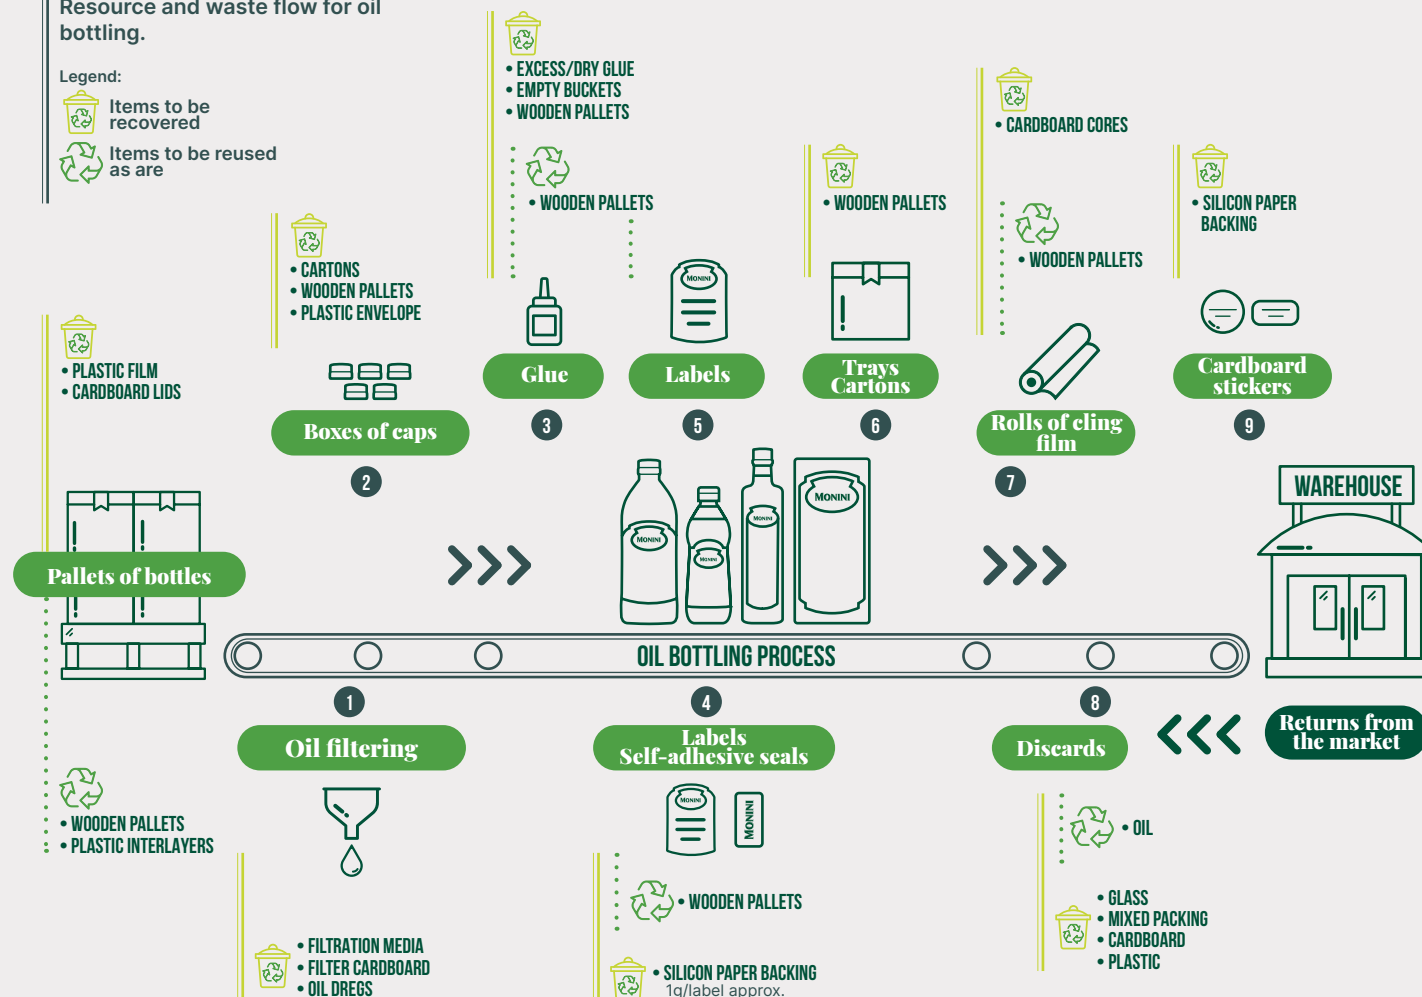 Resource and waste flow for oil
bottling.
Legend:
Items to be
recovered
Items to be reused
as are
• EXCESS/DRY GLUE
• EMPTY BUCKETS
• WOODEN PALLETS
• WOODEN PALLETS
• WOODEN PALLETS
• CARDBOARD CORES
• WOODEN PALLETS
• SILICON PAPER
BACKING
• CARTONS
• WOODEN PALLETS
• PLASTIC ENVELOPE
• PLASTIC FILM
• CARDBOARD LIDS
MONINI
Boxes of caps
2
Glue
3
Labels
5
Trays
Cartons
6
Rolls of cling
film
7
Cardboard
stickers
9
Pallets of bottles
MONINI
MONINI
MONINI
MONINI
WAREHOUSE
OIL BOTTLING PROCESS
1
Oil filtering
4
Labels
Self-adhesive seals
8
Discards
Returns from
the market
MONINI
MONINI
• WOODEN PALLETS
• PLASTIC INTERLAYERS
• FILTRATION MEDIA
• FILTER CARDBOARD
• OIL DREGS
• WOODEN PALLETS
• SILICON PAPER BACKING
1g/label approx.
• OIL
• GLASS
• MIXED PACKING
• CARDBOARD
• PLASTIC